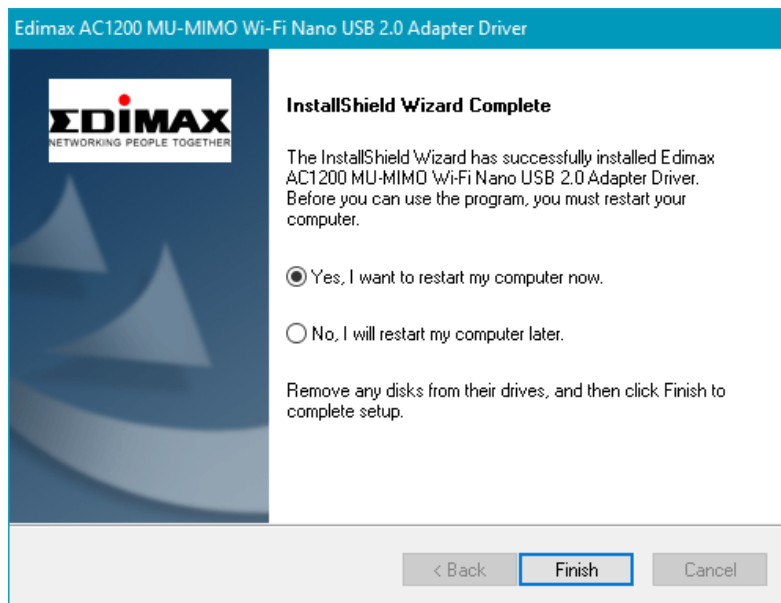 Edimax AC1200 MU-MIMO Wi-Fi Nano USB 2.0 Adapter Driver
ΣDIMAX
NETWORKING PEOPLE TOGETHER
InstallShield Wizard Complete
The InstallShield Wizard has successfully installed Edimax
AC1200 MU-MIMO Wi-Fi Nano USB 2.0 Adapter Driver.
Before you can use the program, you must restart your
computer.
Yes, I want to restart my computer now.
No, I will restart my computer later.
Remove any disks from their drives, and then click Finish to
complete setup.
< Back
Finish
Cancel